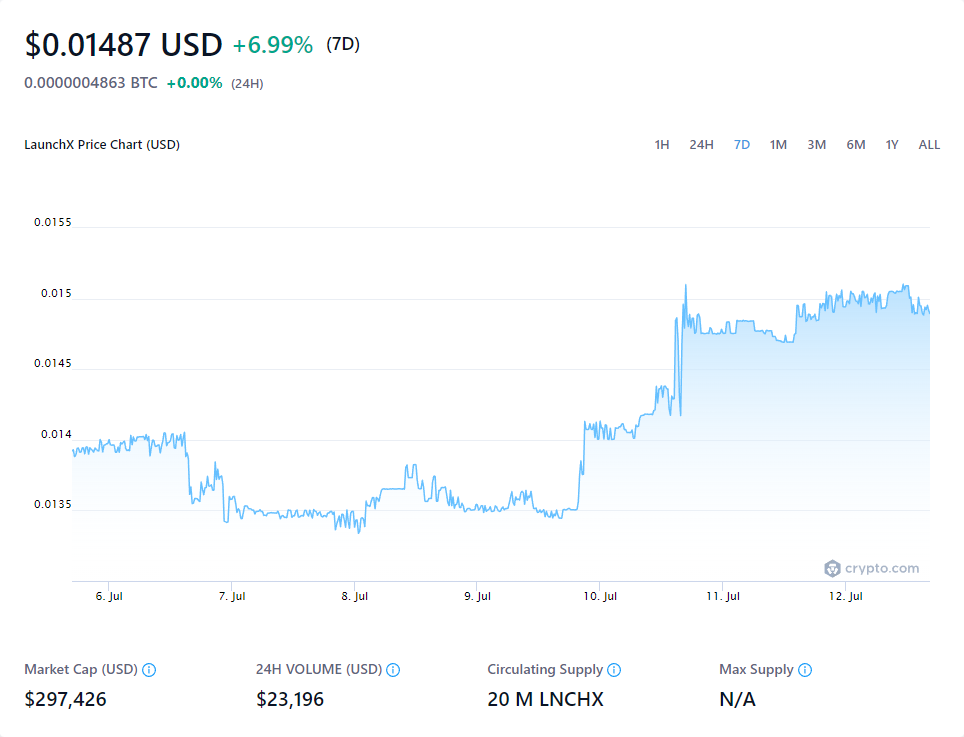 $0.01487 USD +6.99% (7D)
0.0000004863 BTC +0.00% (24H)
LaunchX Price Chart (USD) 1H 24H 7D 1M 3M 6M 1Y ALL
0.0155
0.015
0.0145
0.014
0.0135
crypto.com
6. Jul 7. Jul 8. Jul 9. Jul 10. Jul 11. Jul 12. Jul
Market Cap (USD) 24H VOLUME (USD) Circulating Supply Max Supply
$297,426 $23,196 20 M LNCHX N/A